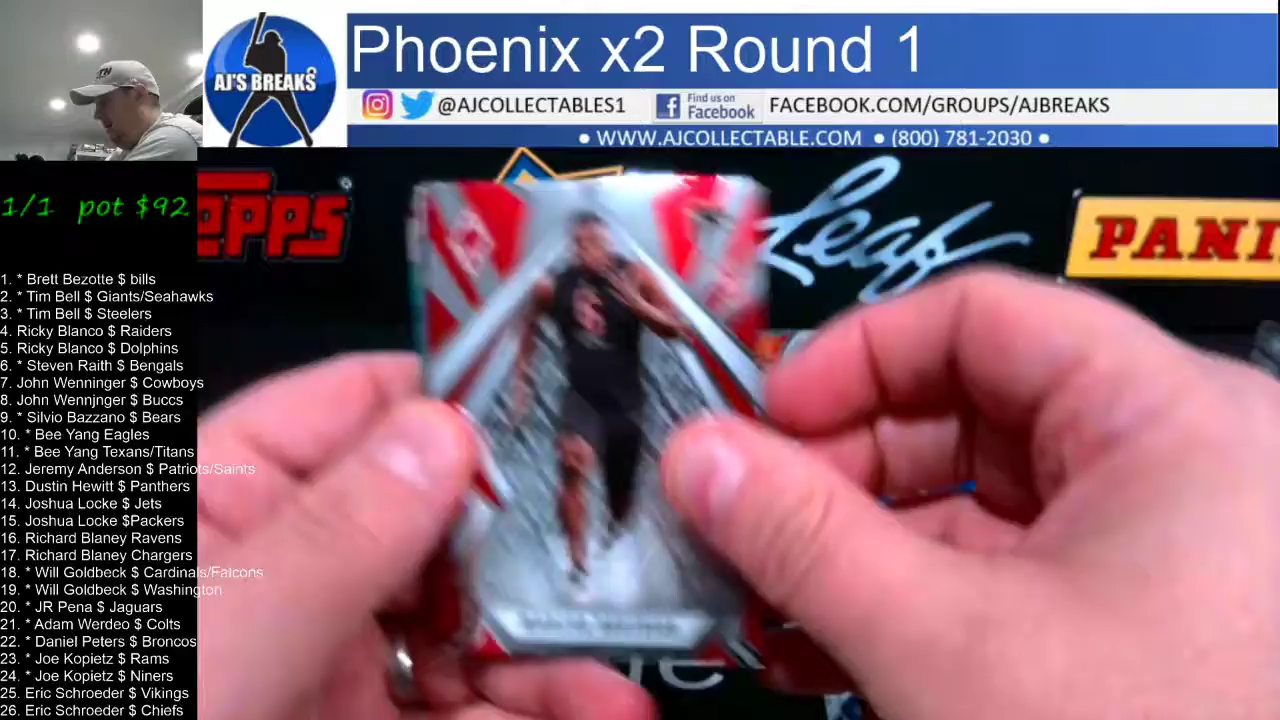 Phoenix x2 Round 1
AJ'S BREAKS
@AJCOLLECTABLES1
Find us on
Facebook
FACEBOOK.COM/GROUPS/AJBREAKS
● WWW.AJCOLLECTABLE.COM ● (800) 781-2030 ●
1/1 pot $92
TOPPS
Leaf
PANI
1. * Brett Bezotte $ bills
2. * Tim Bell $ Giants/Seahawks
3. * Tim Bell $ Steelers
4. Ricky Blanco $ Raiders
5. Ricky Blanco $ Dolphins
6. * Steven Raith $ Bengals
7. John Wenninger $ Cowboys
8. John Wennjnger $ Buccs
9. * Silvio Bazzano $ Bears
10. * Bee Yang Eagles
11. * Bee Yang Texans/Titans
12. Jeremy Anderson $ Patriots/Saints
13. Dustin Hewitt $ Panthers
14. Joshua Locke $ Jets
15. Joshua Locke $Packers
16. Richard Blaney Ravens
17. Richard Blaney Chargers
18. * Will Goldbeck $ Cardinals/Falcons
19. * Will Goldbeck $ Washington
20. * JR Pena $ Jaguars
21. * Adam Werdeo $ Colts
22. * Daniel Peters $ Broncos
23. * Joe Kopietz $ Rams
24. * Joe Kopietz $ Niners
25. Eric Schroeder $ Vikings
26. Eric Schroeder $ Chiefs